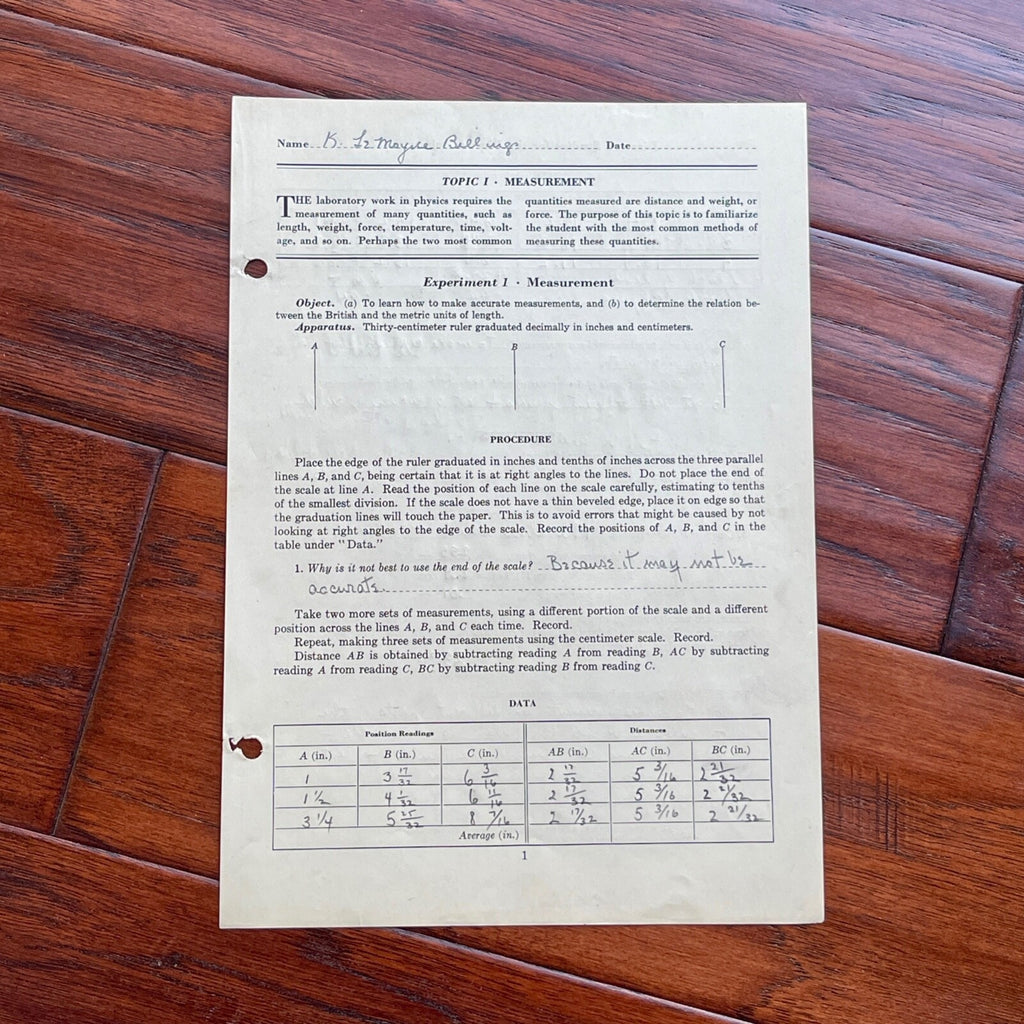 Name K. LeMoyne Billings Date
TOPIC I · MEASUREMENT
THE laboratory work in physics requires the
measurement of many quantities, such as
length, weight, force, temperature, time, volt-
age, and so on. Perhaps the two most common
quantities measured are distance and weight, or
force. The purpose of this topic is to familiarize
the student with the most common methods of
measuring these quantities.
Experiment 1 · Measurement
Object. (a) To learn how to make accurate measurements, and (b) to determine the relation be-
tween the British and the metric units of length.
Apparatus. Thirty-centimeter ruler graduated decimally in inches and centimeters.
A B C
PROCEDURE
Place the edge of the ruler graduated in inches and tenths of inches across the three parallel
lines A, B, and C, being certain that it is at right angles to the lines. Do not place the end of
the scale at line A. Read the position of each line on the scale carefully, estimating to tenths
of the smallest division. If the scale does not have a thin beveled edge, place it on edge so that
the graduation lines will touch the paper. This is to avoid errors that might be caused by not
looking at right angles to the edge of the scale. Record the positions of A, B, and C in the
table under "Data."
1. Why is it not best to use the end of the scale? Because it may not be
accurate.
Take two more sets of measurements, using a different portion of the scale and a different
position across the lines A, B, and C each time. Record.
Repeat, making three sets of measurements using the centimeter scale. Record.
Distance AB is obtained by subtracting reading A from reading B, AC by subtracting
reading A from reading C, BC by subtracting reading B from reading C.
DATA
Position Readings Distances
A (in.) B (in.) C (in.) AB (in.) AC (in.) BC (in.)
1 3 17/32 6 3/16 2 17/32 5 3/16 2 21/32
1 1/2 4 1/32 6 11/16 2 17/32 5 3/16 2 21/32
3 1/4 5 25/32 8 7/16 2 17/32 5 3/16 2 21/32
Average (in.)
1